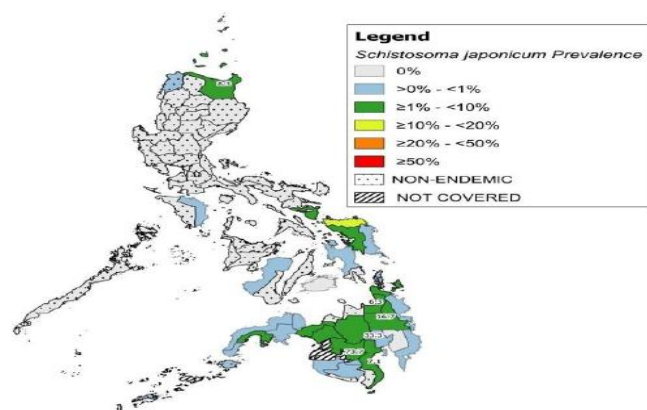 Legend
Schistosoma japonicum Prevalence
0%
>0% - <1%
≥1% - <10%
≥10% - <20%
≥20% - <50%
≥50%
NON-ENDEMIC
NOT COVERED